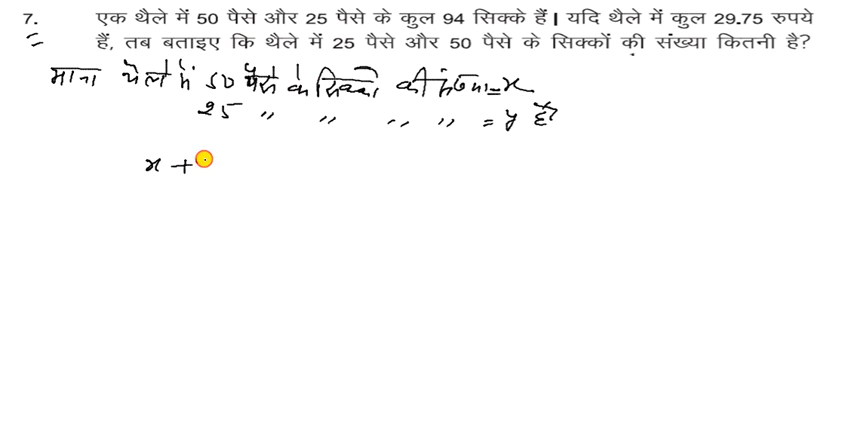 7. एक थैले में 50 पैसे और 25 पैसे के कुल 94 सिक्के हैं। यदि थैले में कुल 29.75 रुपये
हैं, तब बताइए कि थैले में 25 पैसे और 50 पैसे के सिक्कों की संख्या कितनी है?
माना थैले में 50 पैसे के सिक्कों की संख्या = x
25 " " " " = y है
x +